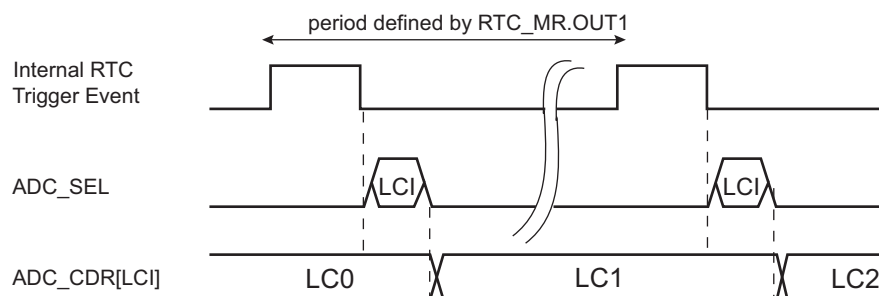 period defined by RTC_MR.OUT1
Internal RTC
Trigger Event
ADC_SEL
LCI
LCI
ADC_CDR[LCI]
LC0
LC1
LC2